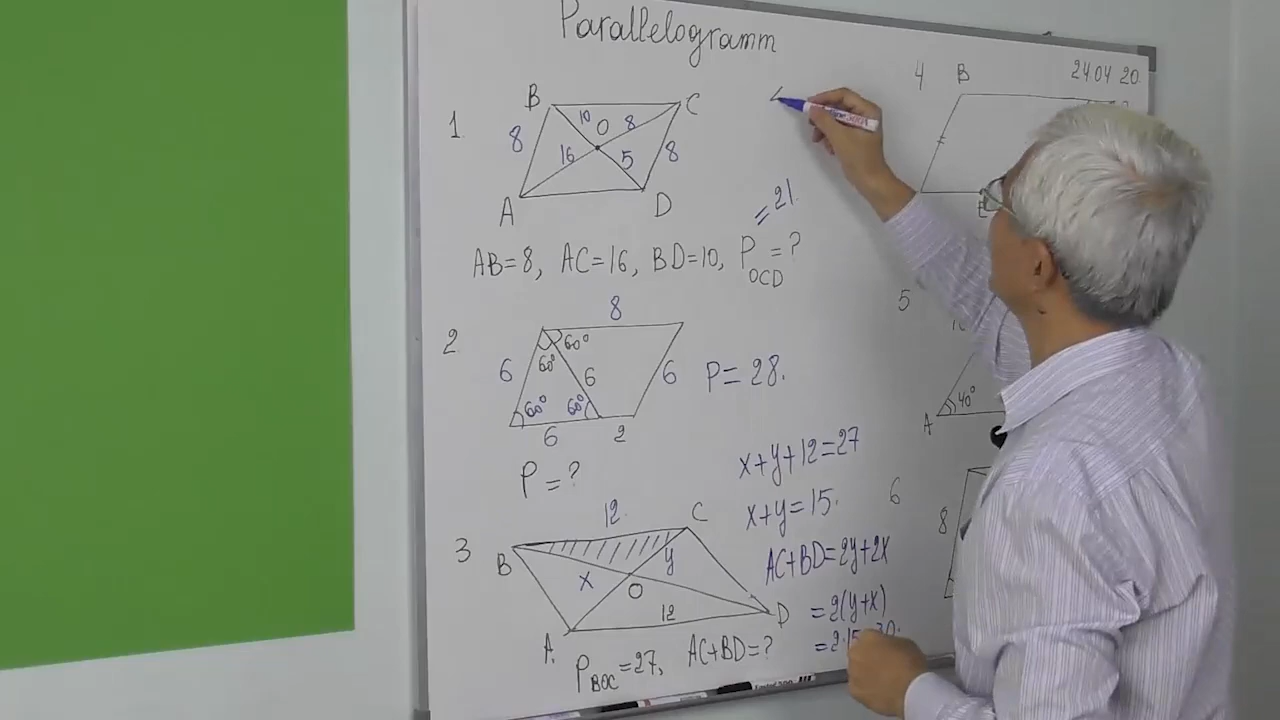 Parallelogramm
24 04 20
1.
B
C
10
O
8
8
16
5
8
A
D
= 21.
AB=8, AC=16, BD=10, P OCD =?
2
8
60°
60°
6
6
6
60°
60°
6
2
P= 28.
P=?
3
12.
C
B
x
y
O
12
A.
D
P BOC =27, AC+BD=?
x+y+12=27
x+y=15.
AC+BD=2y+2x
=2(y+x)
4
B
5
40°
A
6
8